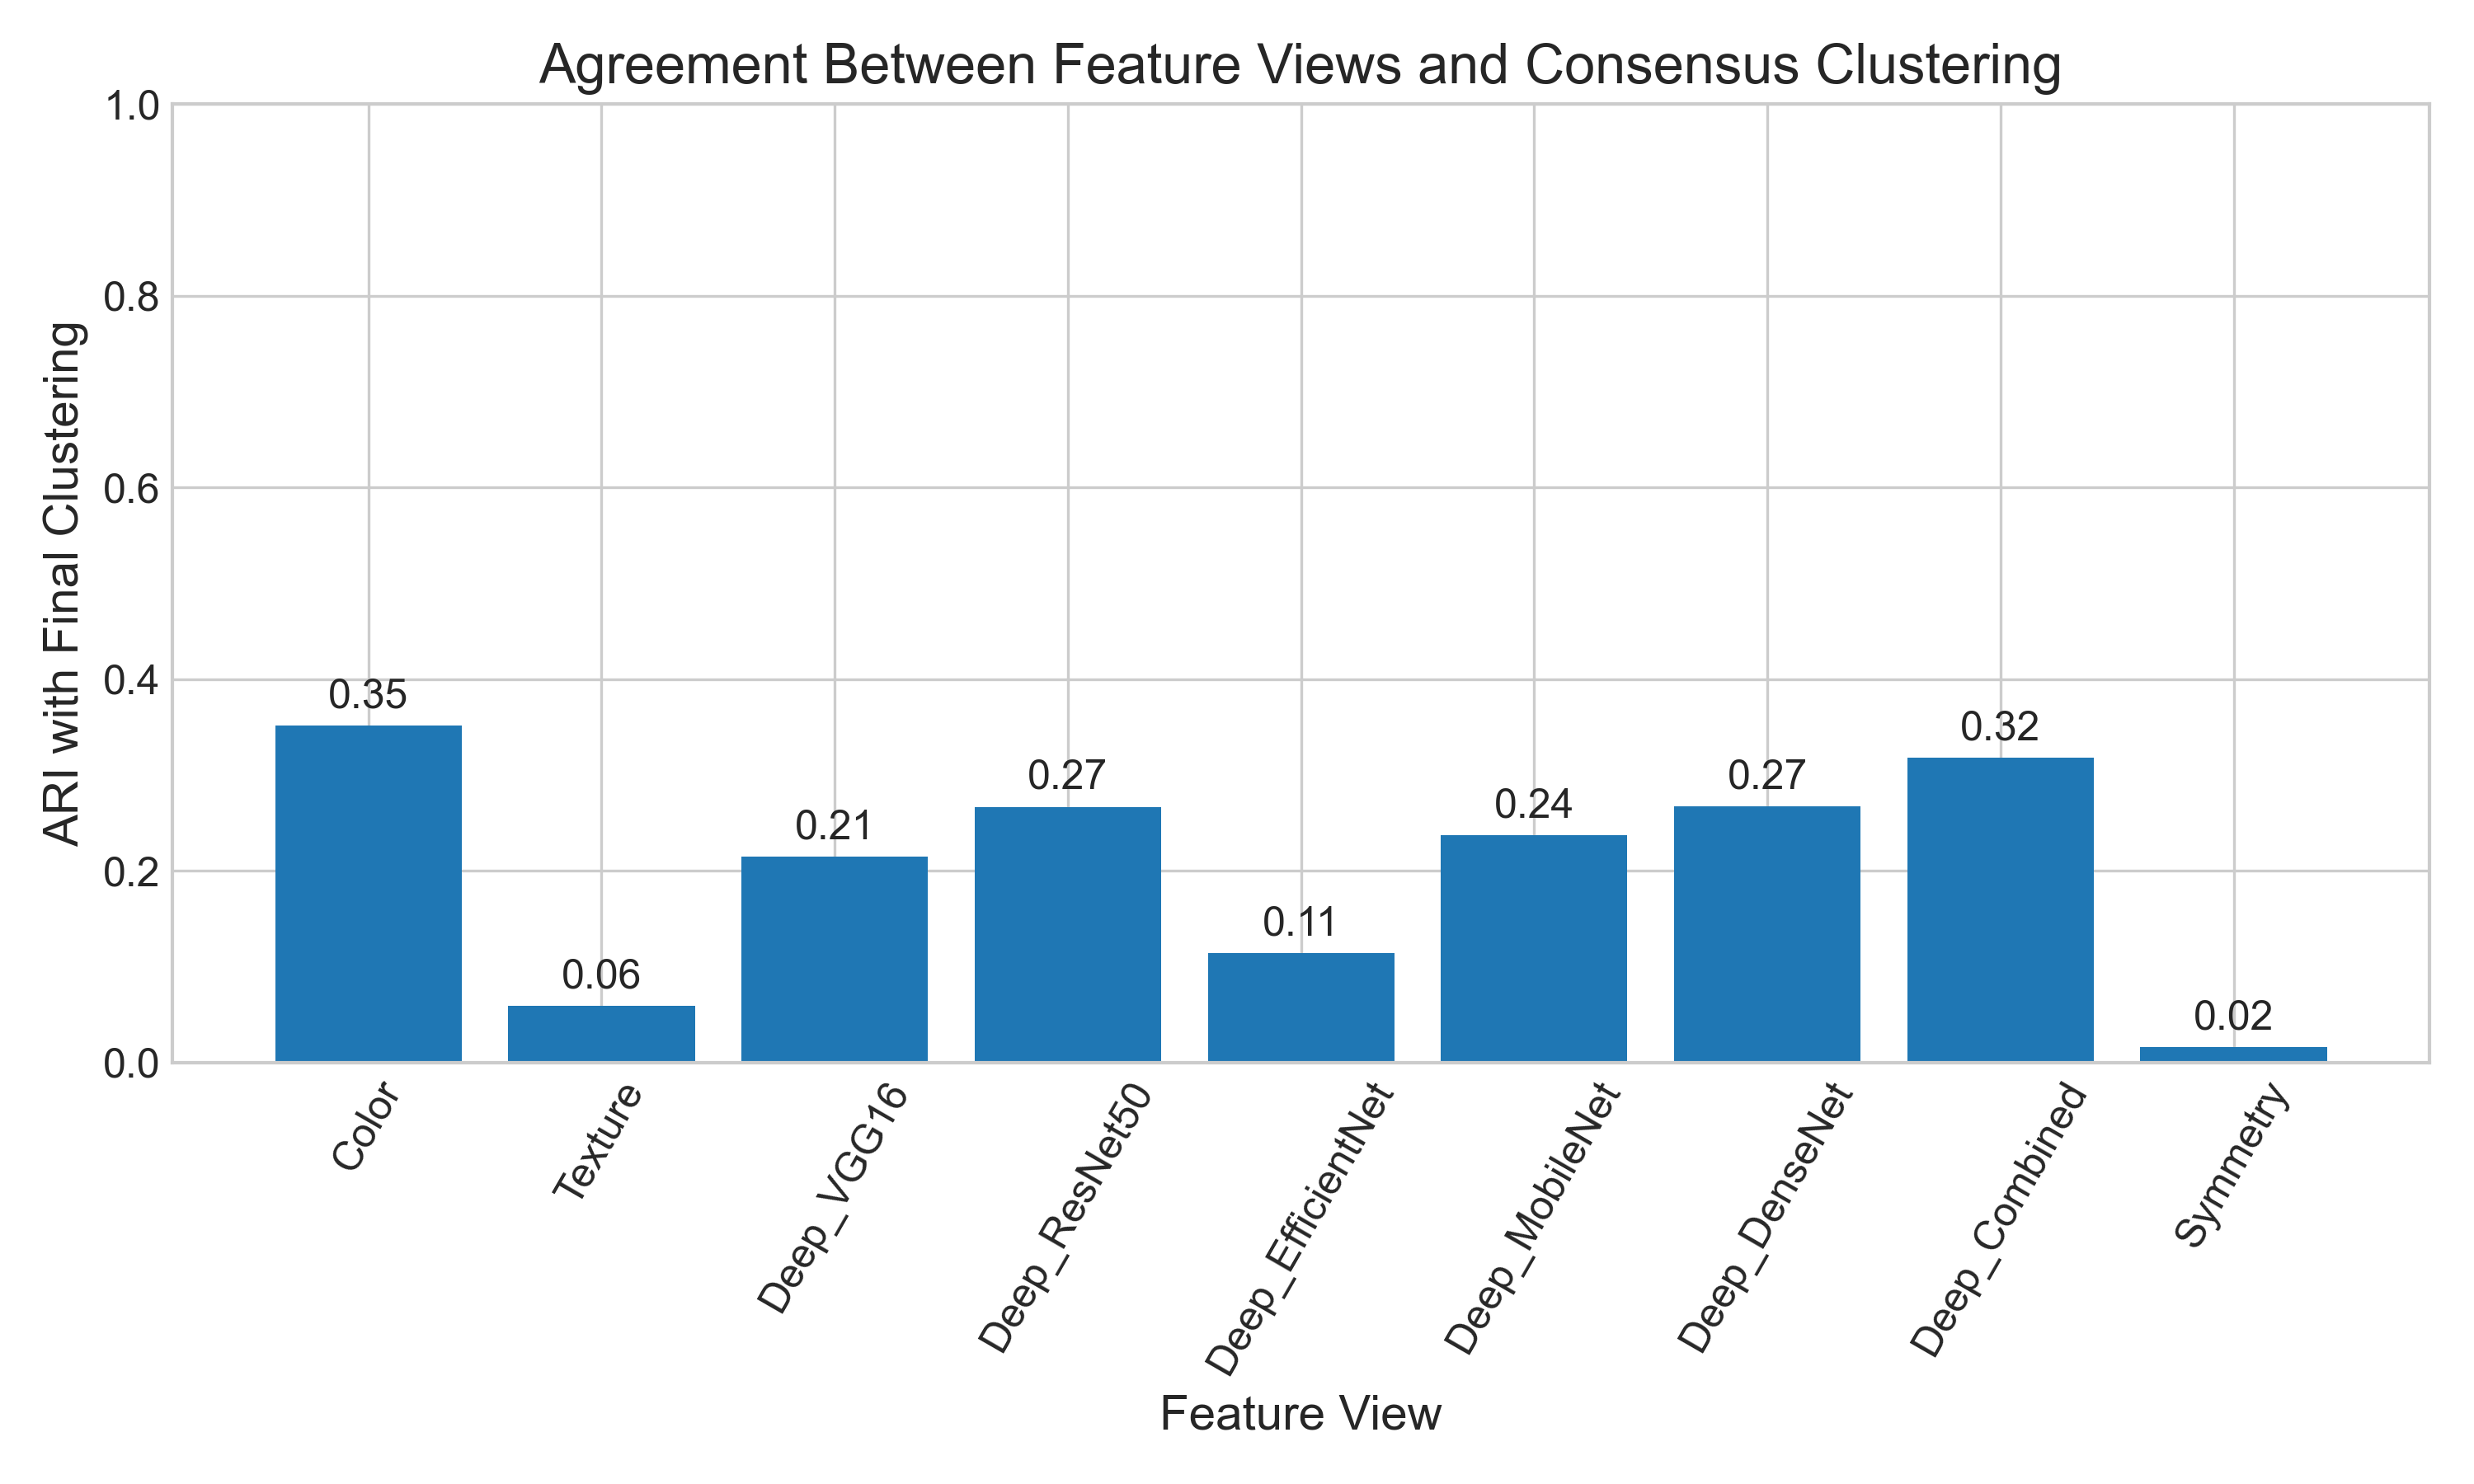 Agreement Between Feature Views and Consensus Clustering
ARI with Final Clustering
1.0
0.8
0.6
0.4
0.2
0.0
0.35
0.06
0.21
0.27
0.11
0.24
0.27
0.32
0.02
Color
Texture
Deep_VGG16
Deep_ResNet50
Deep_EfficientNet
Deep_MobileNet
Deep_DenseNet
Deep_Combined
Symmetry
Feature View